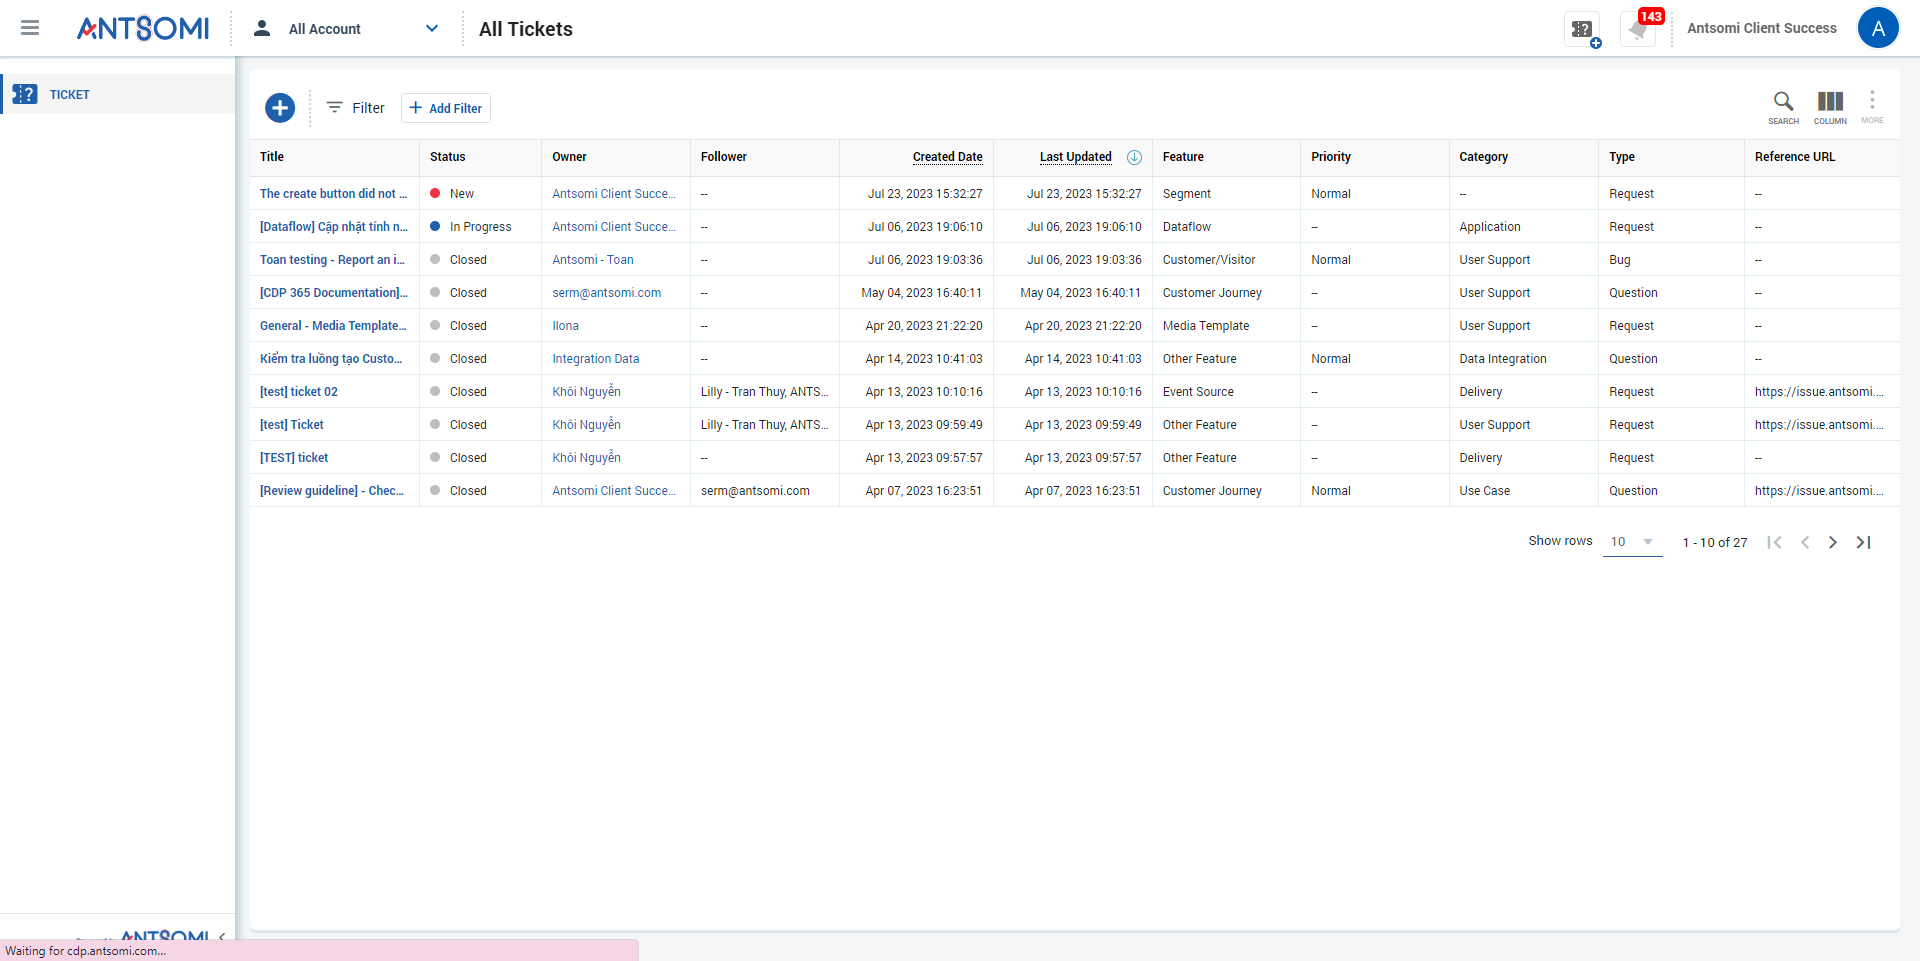 ANTSOMI
All Account
All Tickets
143
Antsomi Client Success
A
TICKET
Filter
Add Filter
SEARCH
COLUMN
MORE
Title Status Owner Follower Created Date Last Updated Feature Priority Category Type Reference URL
The create button did not ... New Antsomi Client Succe... -- Jul 23, 2023 15:32:27 Jul 23, 2023 15:32:27 Segment Normal -- Request --
[Dataflow] Cập nhật tính n... In Progress Antsomi Client Succe... -- Jul 06, 2023 19:06:10 Jul 06, 2023 19:06:10 Dataflow -- Application Request --
Toan testing - Report an i... Closed Antsomi - Toan -- Jul 06, 2023 19:03:36 Jul 06, 2023 19:03:36 Customer/Visitor Normal User Support Bug --
[CDP 365 Documentation]... Closed serm@antsomi.com -- May 04, 2023 16:40:11 May 04, 2023 16:40:11 Customer Journey -- User Support Question --
General - Media Template... Closed Ilona -- Apr 20, 2023 21:22:20 Apr 20, 2023 21:22:20 Media Template -- User Support Request --
Kiểm tra luồng tạo Custo... Closed Integration Data -- Apr 14, 2023 10:41:03 Apr 14, 2023 10:41:03 Other Feature Normal Data Integration Question --
[test] ticket 02 Closed Khôi Nguyễn Lilly - Tran Thuy, ANTS... Apr 13, 2023 10:10:16 Apr 13, 2023 10:10:16 Event Source -- Delivery Request https://issue.antsomi....
[test] Ticket Closed Khôi Nguyễn Lilly - Tran Thuy, ANTS... Apr 13, 2023 09:59:49 Apr 13, 2023 09:59:49 Other Feature -- User Support Request https://issue.antsomi....
[TEST] ticket Closed Khôi Nguyễn -- Apr 13, 2023 09:57:57 Apr 13, 2023 09:57:57 Other Feature -- Delivery Request --
[Review guideline] - Chec... Closed Antsomi Client Succe... serm@antsomi.com Apr 07, 2023 16:23:51 Apr 07, 2023 16:23:51 Customer Journey Normal Use Case Question https://issue.antsomi....
Show rows 10 1 - 10 of 27
ANTSOMI
Waiting for cdp.antsomi.com...